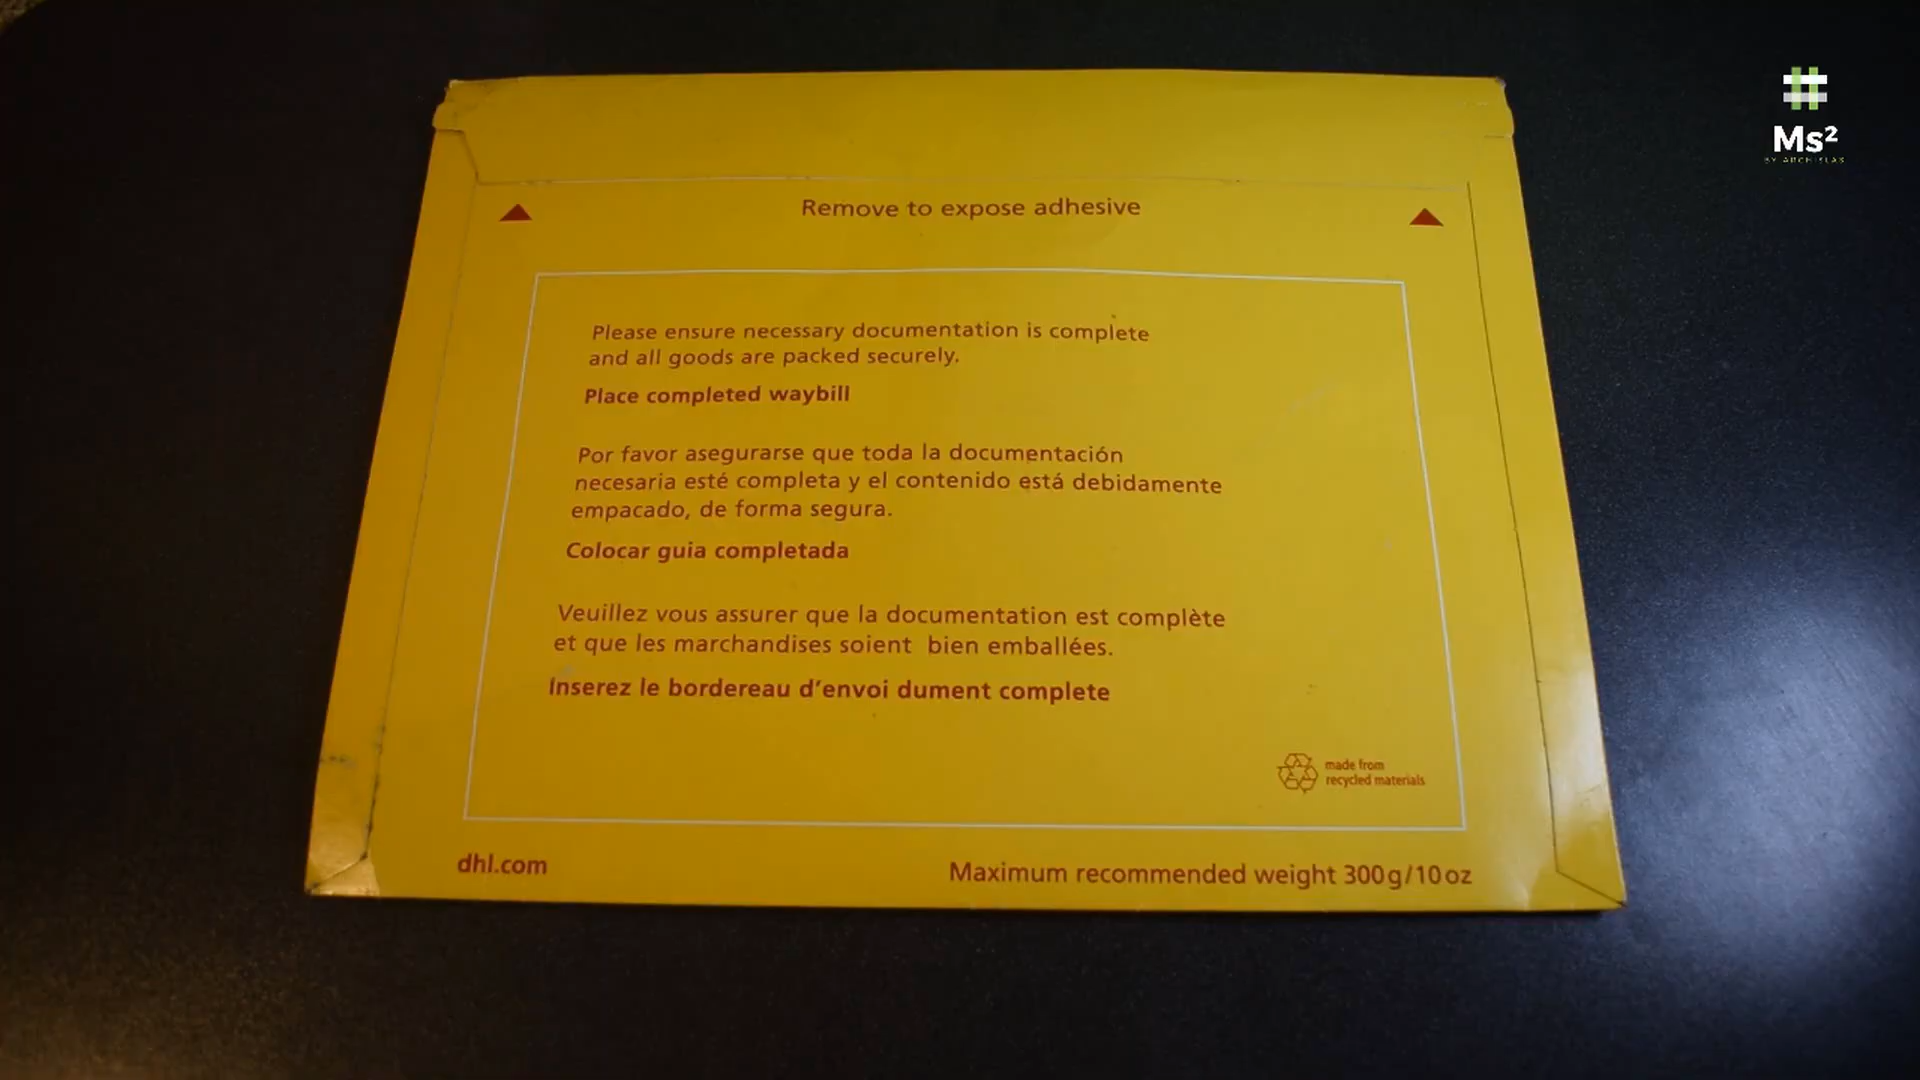 Ms²
BY ARCHISLAB
Remove to expose adhesive
Please ensure necessary documentation is complete
and all goods are packed securely.
Place completed waybill
Por favor asegurarse que toda la documentación
necesaria esté completa y el contenido está debidamente
empacado, de forma segura.
Colocar guia completada
Veuillez vous assurer que la documentation est complète
et que les marchandises soient bien emballées.
Inserez le bordereau d'envoi dument complete
made from
recycled materials
dhl.com
Maximum recommended weight 300g/10oz